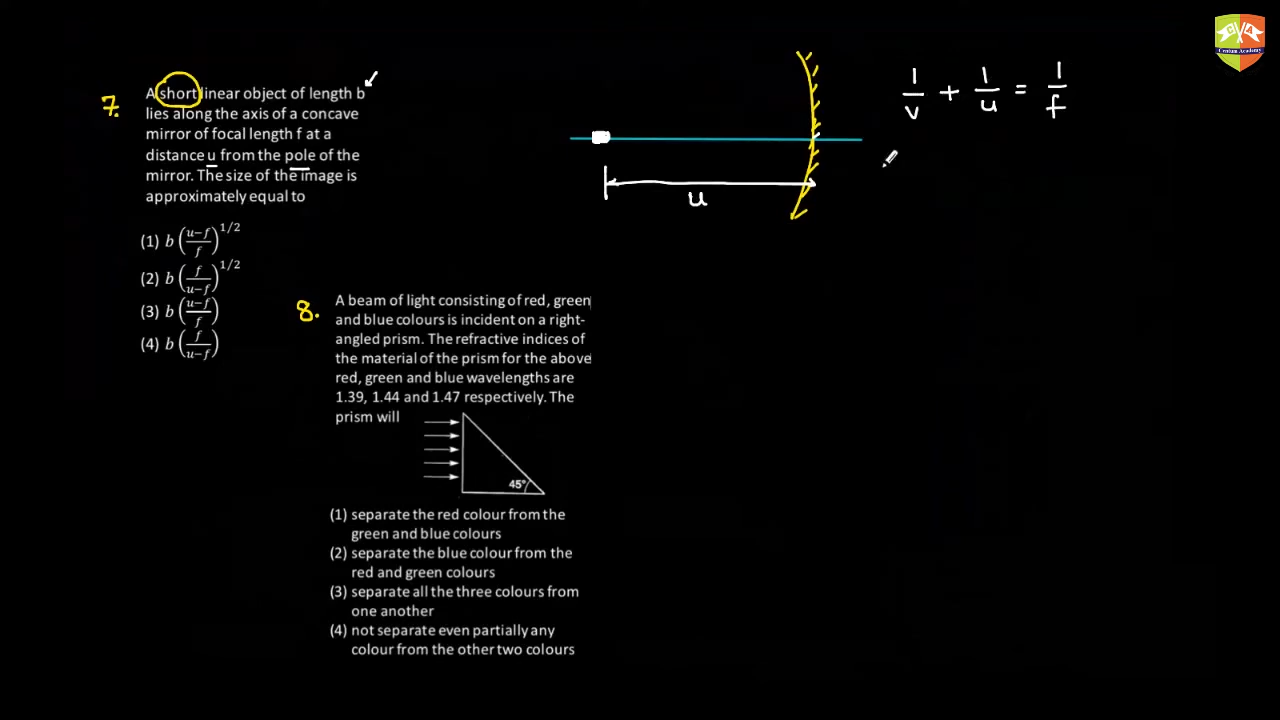 7.
A short linear object of length b
lies along the axis of a concave
mirror of focal length f at a
distance u from the pole of the
mirror. The size of the image is
approximately equal to
(1) b ((u−f)/f)^1/2
(2) b (f/(u−f))^1/2
(3) b ((u−f)/f)
(4) b (f/(u−f))
u
1/v + 1/u = 1/f
Centum Academy
8.
A beam of light consisting of red, green
and blue colours is incident on a right-
angled prism. The refractive indices of
the material of the prism for the above
red, green and blue wavelengths are
1.39, 1.44 and 1.47 respectively. The
prism will
45°
(1) separate the red colour from the
green and blue colours
(2) separate the blue colour from the
red and green colours
(3) separate all the three colours from
one another
(4) not separate even partially any
colour from the other two colours